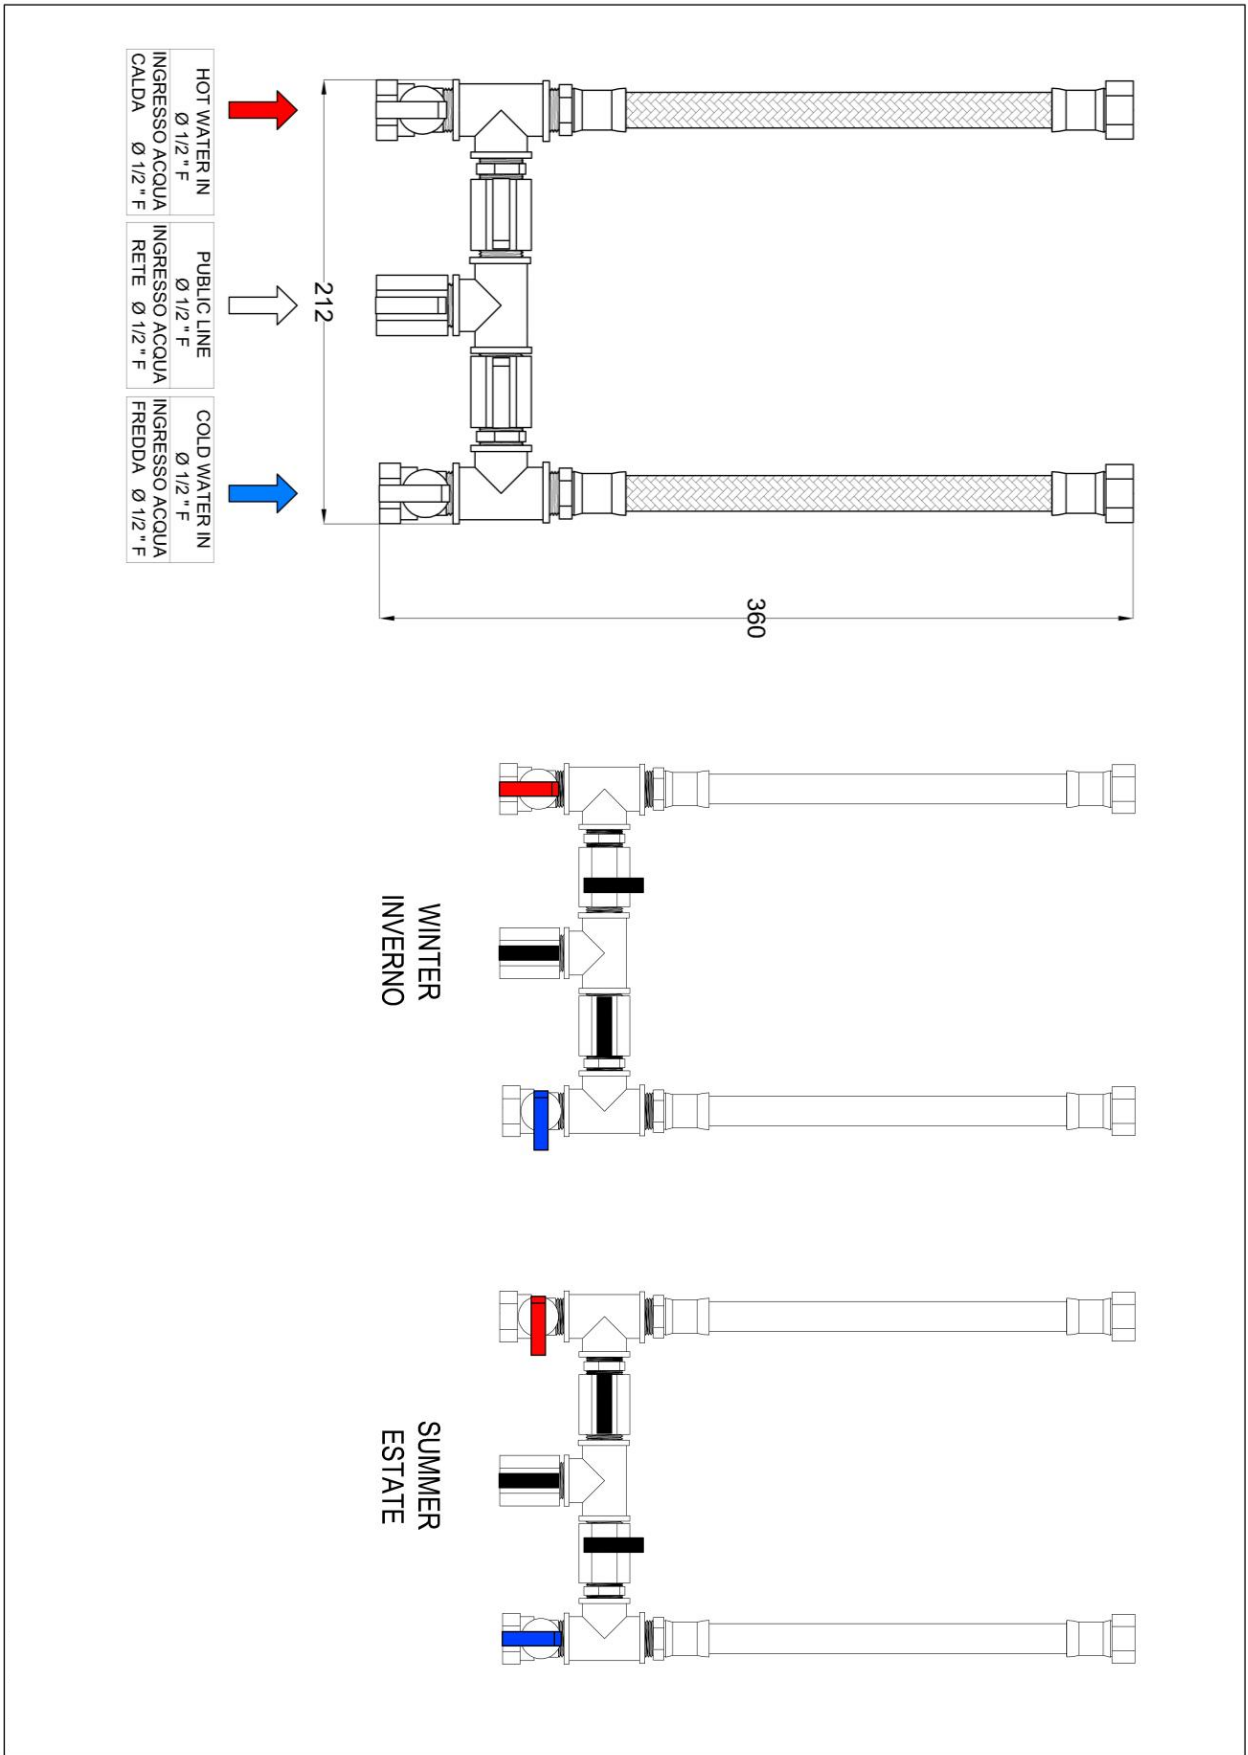 HOT WATER IN
Ø 1/2 " F
INGRESSO ACQUA
CALDA Ø 1/2 " F
PUBLIC LINE
Ø 1/2 " F
INGRESSO ACQUA
RETE Ø 1/2 " F
COLD WATER IN
Ø 1/2 " F
INGRESSO ACQUA
FREDDA Ø 1/2 " F
212
360
WINTER
INVERNO
SUMMER
ESTATE